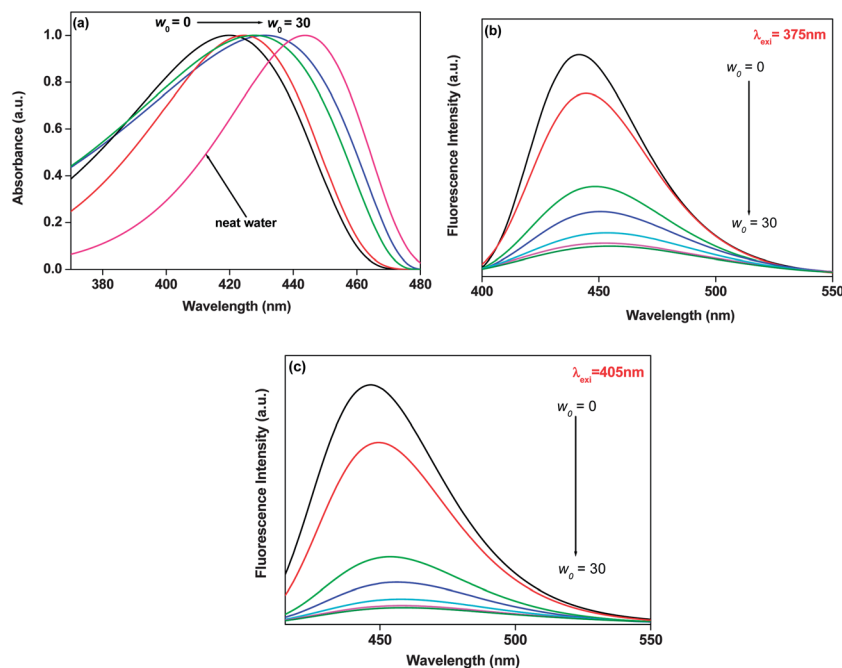 (a)
w₀ = 0
w₀ = 30
neat water
1.0
0.8
0.6
0.4
0.2
0.0
380 400 420 440 460 480
Absorbance (a.u.)
Wavelength (nm)
(b)
λexi= 375nm
w₀ = 0
w₀ = 30
400 450 500 550
Fluorescence Intensity (a.u.)
Wavelength (nm)
(c)
λexi=405nm
w₀ = 0
w₀ = 30
450 500 550
Fluorescence Intensity (a.u.)
Wavelength (nm)